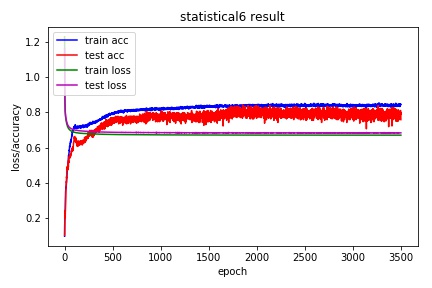 statistical6 result
train acc
test acc
train loss
test loss
loss/accuracy
1.2
1.0
0.8
0.6
0.4
0.2
0 500 1000 1500 2000 2500 3000 3500
epoch